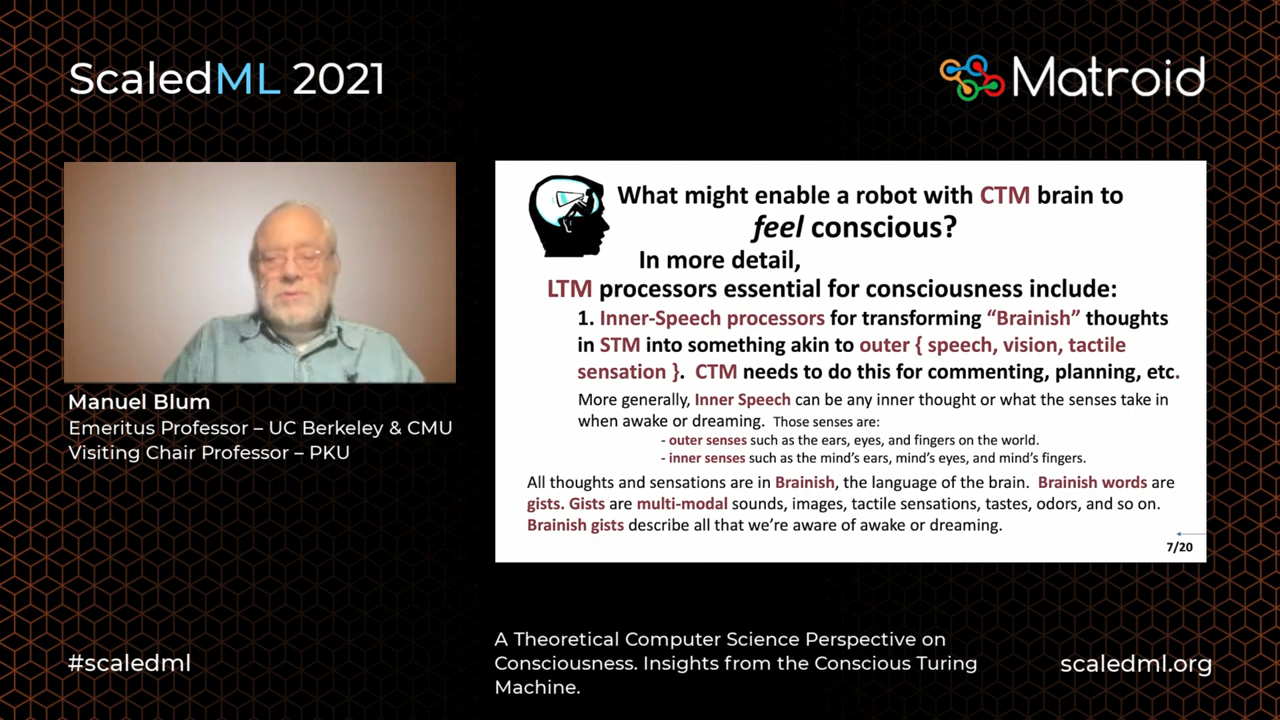 ScaledML 2021
Matroid
What might enable a robot with CTM brain to
feel conscious?
In more detail,
LTM processors essential for consciousness include:
1. Inner-Speech processors for transforming “Brainish” thoughts
in STM into something akin to outer { speech, vision, tactile
sensation }. CTM needs to do this for commenting, planning, etc.
More generally, Inner Speech can be any inner thought or what the senses take in
when awake or dreaming. Those senses are:
- outer senses such as the ears, eyes, and fingers on the world.
- inner senses such as the mind’s ears, mind’s eyes, and mind’s fingers.
All thoughts and sensations are in Brainish, the language of the brain. Brainish words are
gists. Gists are multi-modal sounds, images, tactile sensations, tastes, odors, and so on.
Brainish gists describe all that we’re aware of awake or dreaming.
7/20
Manuel Blum
Emeritus Professor – UC Berkeley & CMU
Visiting Chair Professor – PKU
#scaledml
A Theoretical Computer Science Perspective on
Consciousness. Insights from the Conscious Turing
Machine.
scaledml.org